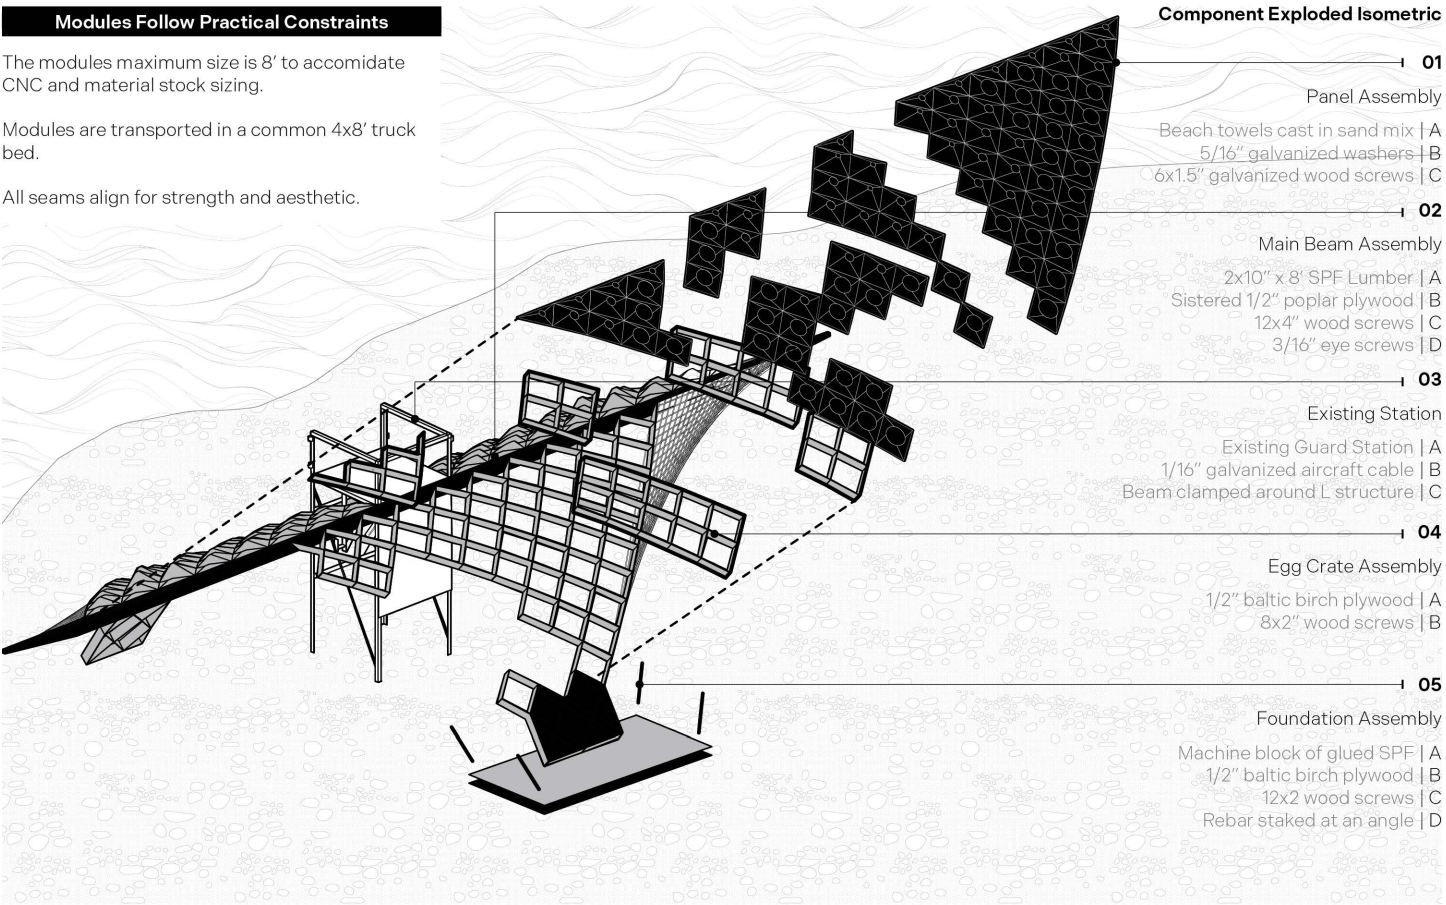 Modules Follow Practical Constraints
The modules maximum size is 8’ to accomidate
CNC and material stock sizing.
Modules are transported in a common 4x8’ truck
bed.
All seams align for strength and aesthetic.
Component Exploded Isometric
01
Panel Assembly
Beach towels cast in sand mix | A
5/16” galvanized washers | B
6x1.5” galvanized wood screws | C
02
Main Beam Assembly
2x10” x 8’ SPF Lumber | A
Sistered 1/2” poplar plywood | B
12x4” wood screws | C
3/16” eye screws | D
03
Existing Station
Existing Guard Station | A
1/16” galvanized aircraft cable | B
Beam clamped around L structure | C
04
Egg Crate Assembly
1/2” baltic birch plywood | A
8x2” wood screws | B
05
Foundation Assembly
Machine block of glued SPF | A
1/2” baltic birch plywood | B
12x2 wood screws | C
Rebar staked at an angle | D